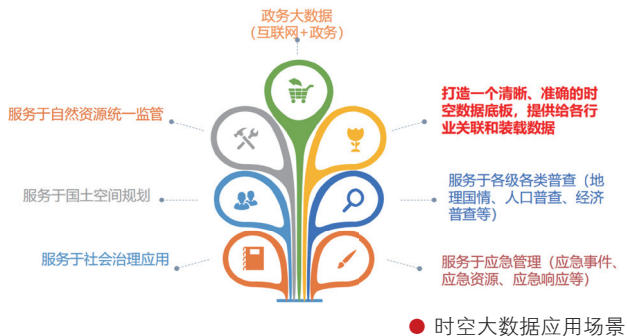 政务大数据
（互联网+政务）
服务于自然资源统一监管
打造一个清晰、准确的时
空数据底板，提供给各行
业关联和装载数据
服务于国土空间规划
服务于各级各类普查（地
理国情、人口普查、经济
普查等）
服务于社会治理应用
服务于应急管理（应急事件、
应急资源、应急响应等）
时空大数据应用场景